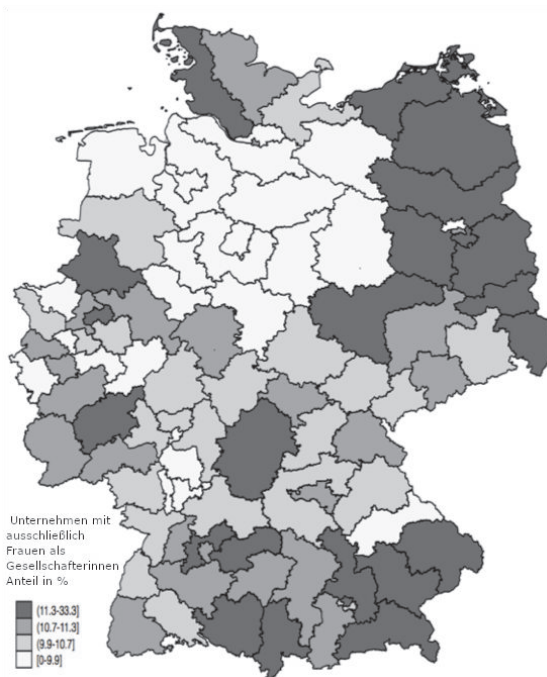 Unternehmen mit
ausschließlich
Frauen als
Gesellschafterinnen
Anteil in %
(11.3-33.3]
(10.7-11.3]
(9.9-10.7]
[0-9.9]